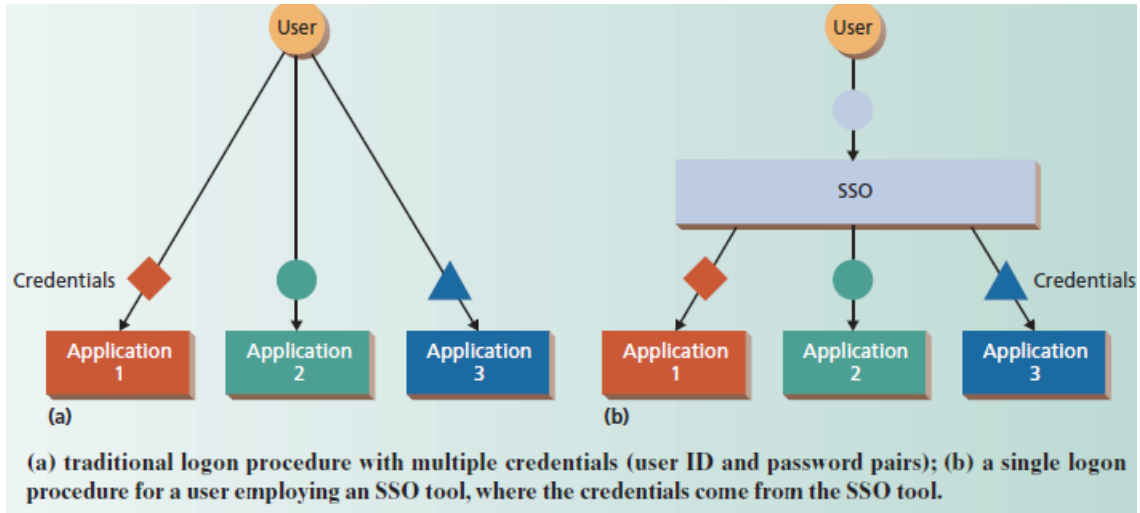 User
User
SSO
Credentials
Credentials
Application
1
Application
2
Application
3
Application
1
Application
2
Application
3
(a)
(b)
(a) traditional logon procedure with multiple credentials (user ID and password pairs); (b) a single logon
procedure for a user employing an SSO tool, where the credentials come from the SSO tool.